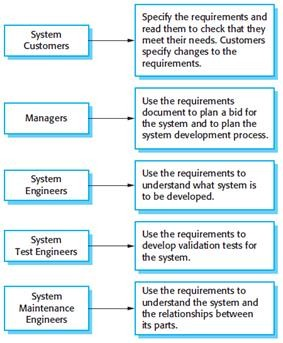 System
Customers
Specify the requirements and
read them to check that they
meet their needs. Customers
specify changes to the
requirements.
Managers
Use the requirements
document to plan a bid for
the system and to plan the
system development process.
System
Engineers
Use the requirements to
understand what system is
to be developed.
System
Test Engineers
Use the requirements to
develop validation tests for
the system.
System
Maintenance
Engineers
Use the requirements to
understand the system and
the relationships between
its parts.